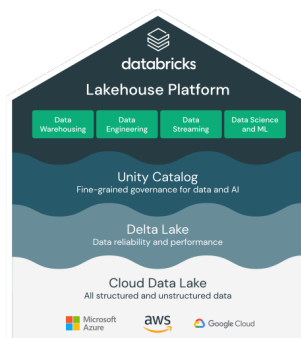 databricks
Lakehouse Platform
Data Warehousing
Data Engineering
Data Streaming
Data Science and ML
Unity Catalog
Fine-grained governance for data and AI
Delta Lake
Data reliability and performance
Cloud Data Lake
All structured and unstructured data
Microsoft Azure
aws
Google Cloud